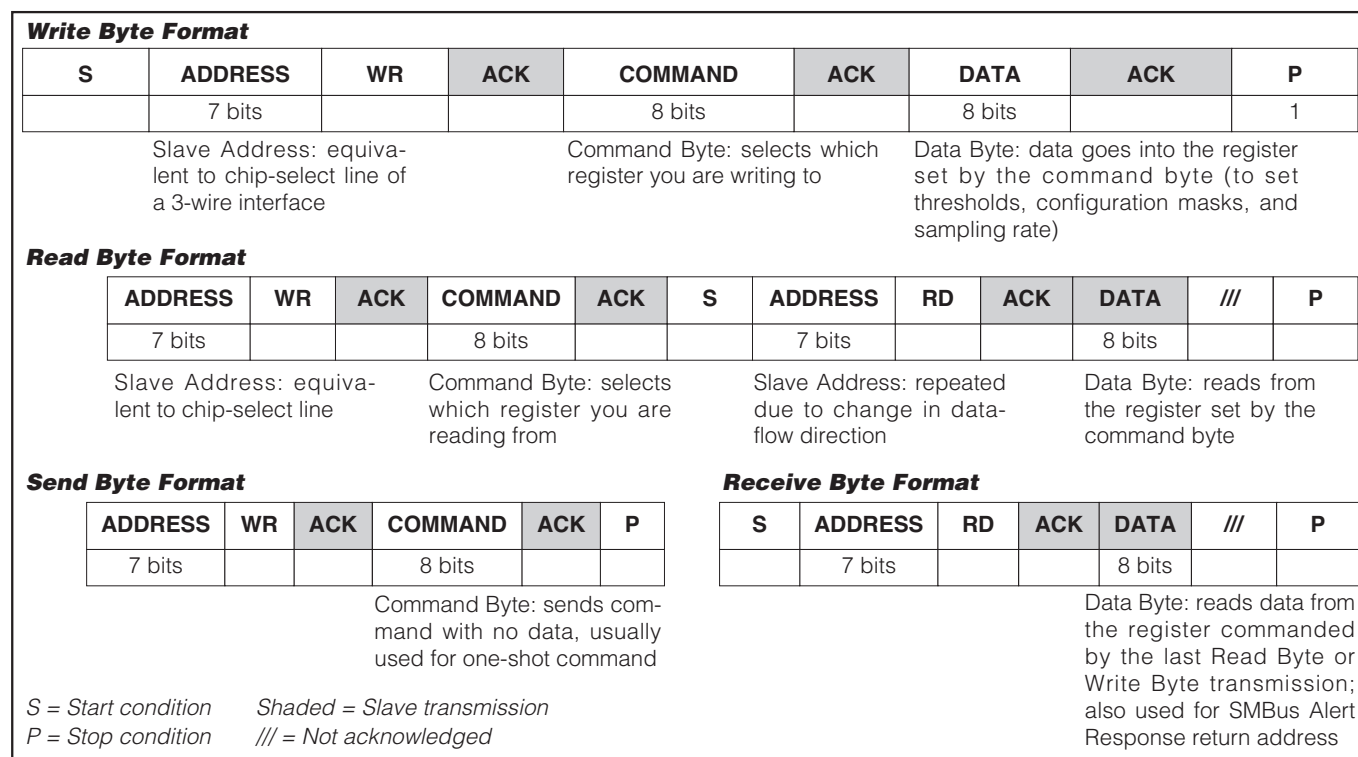 Write Byte Format
S ADDRESS WR ACK COMMAND ACK DATA ACK P
7 bits 8 bits 8 bits 1
Slave Address: equiva-
lent to chip-select line of
a 3-wire interface
Command Byte: selects which
register you are writing to
Data Byte: data goes into the register
set by the command byte (to set
thresholds, configuration masks, and
sampling rate)
Read Byte Format
ADDRESS WR ACK COMMAND ACK S ADDRESS RD ACK DATA /// P
7 bits 8 bits 7 bits 8 bits
Slave Address: equiva-
lent to chip-select line
Command Byte: selects
which register you are
reading from
Slave Address: repeated
due to change in data-
flow direction
Data Byte: reads from
the register set by the
command byte
Send Byte Format
ADDRESS WR ACK COMMAND ACK P
7 bits 8 bits
Command Byte: sends com-
mand with no data, usually
used for one-shot command
Receive Byte Format
S ADDRESS RD ACK DATA /// P
7 bits 8 bits
Data Byte: reads data from
the register commanded
by the last Read Byte or
Write Byte transmission;
also used for SMBus Alert
Response return address
S = Start condition Shaded = Slave transmission
P = Stop condition /// = Not acknowledged